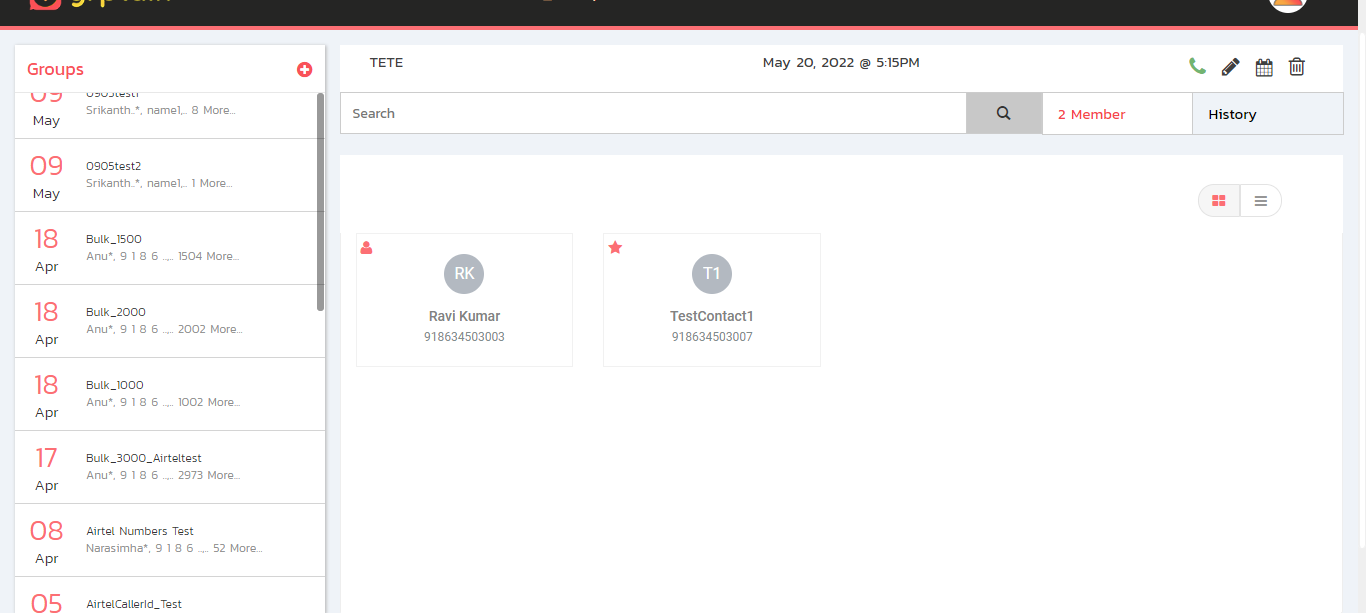 Groups
09
0905test1
May
Srikanth..*, name1,.. 8 More...
09
May
0905test2
Srikanth..*, name1,.. 1 More...
18
Apr
Bulk_1500
Anu*, 9 1 8 6 ..,.. 1504 More...
18
Apr
Bulk_2000
Anu*, 9 1 8 6 ..,.. 2002 More...
18
Apr
Bulk_1000
Anu*, 9 1 8 6 ..,.. 1002 More...
17
Apr
Bulk_3000_Airteltest
Anu*, 9 1 8 6 ..,.. 2973 More...
08
Apr
Airtel Numbers Test
Narasimha*, 9 1 8 6 ..,.. 52 More...
05
AirtelCallerId_Test
TETE
May 20, 2022 @ 5:15PM
Search
2 Member
History
RK
Ravi Kumar
918634503003
T1
TestContact1
918634503007